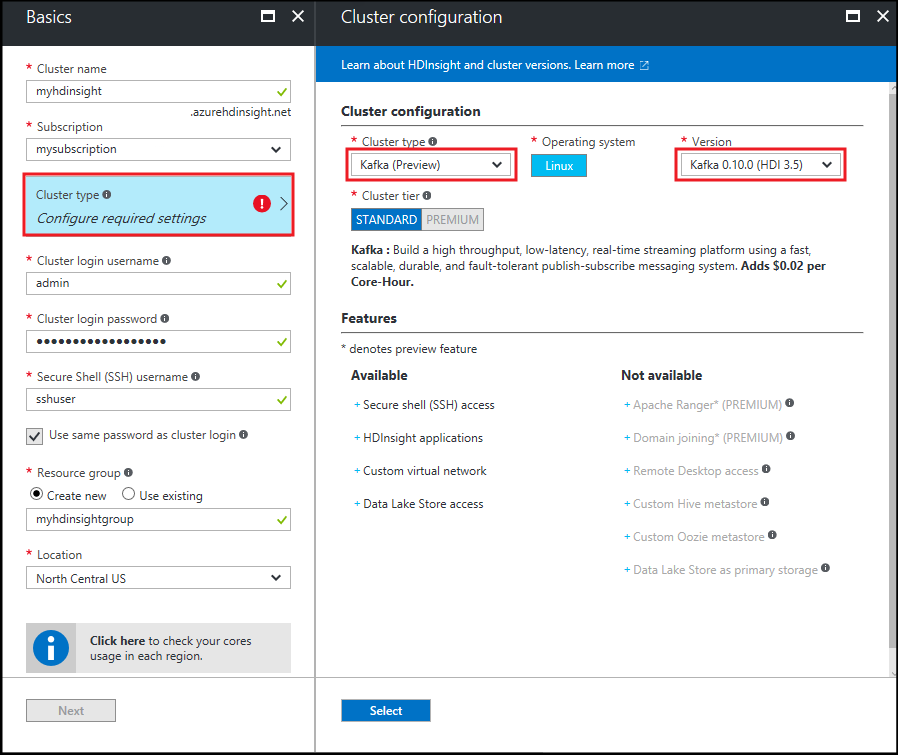 Basics
* Cluster name
myhdinsight
.azurehdinsight.net
* Subscription
mysubscription
Cluster type
Configure required settings
* Cluster login username
admin
* Cluster login password
••••••••••••••••••
* Secure Shell (SSH) username
sshuser
Use same password as cluster login
* Resource group
Create new Use existing
myhdinsightgroup
* Location
North Central US
Click here to check your cores
usage in each region.
Next
Cluster configuration
Learn about HDInsight and cluster versions. Learn more
Cluster configuration
* Cluster type * Operating system * Version
Kafka (Preview) Linux Kafka 0.10.0 (HDI 3.5)
* Cluster tier
STANDARD PREMIUM
Kafka : Build a high throughput, low-latency, real-time streaming platform using a fast,
scalable, durable, and fault-tolerant publish-subscribe messaging system. Adds $0.02 per
Core-Hour.
Features
* denotes preview feature
Available
+ Secure shell (SSH) access
+ HDInsight applications
+ Custom virtual network
+ Data Lake Store access
Not available
+ Apache Ranger* (PREMIUM)
+ Domain joining* (PREMIUM)
+ Remote Desktop access
+ Custom Hive metastore
+ Custom Oozie metastore
+ Data Lake Store as primary storage
Select